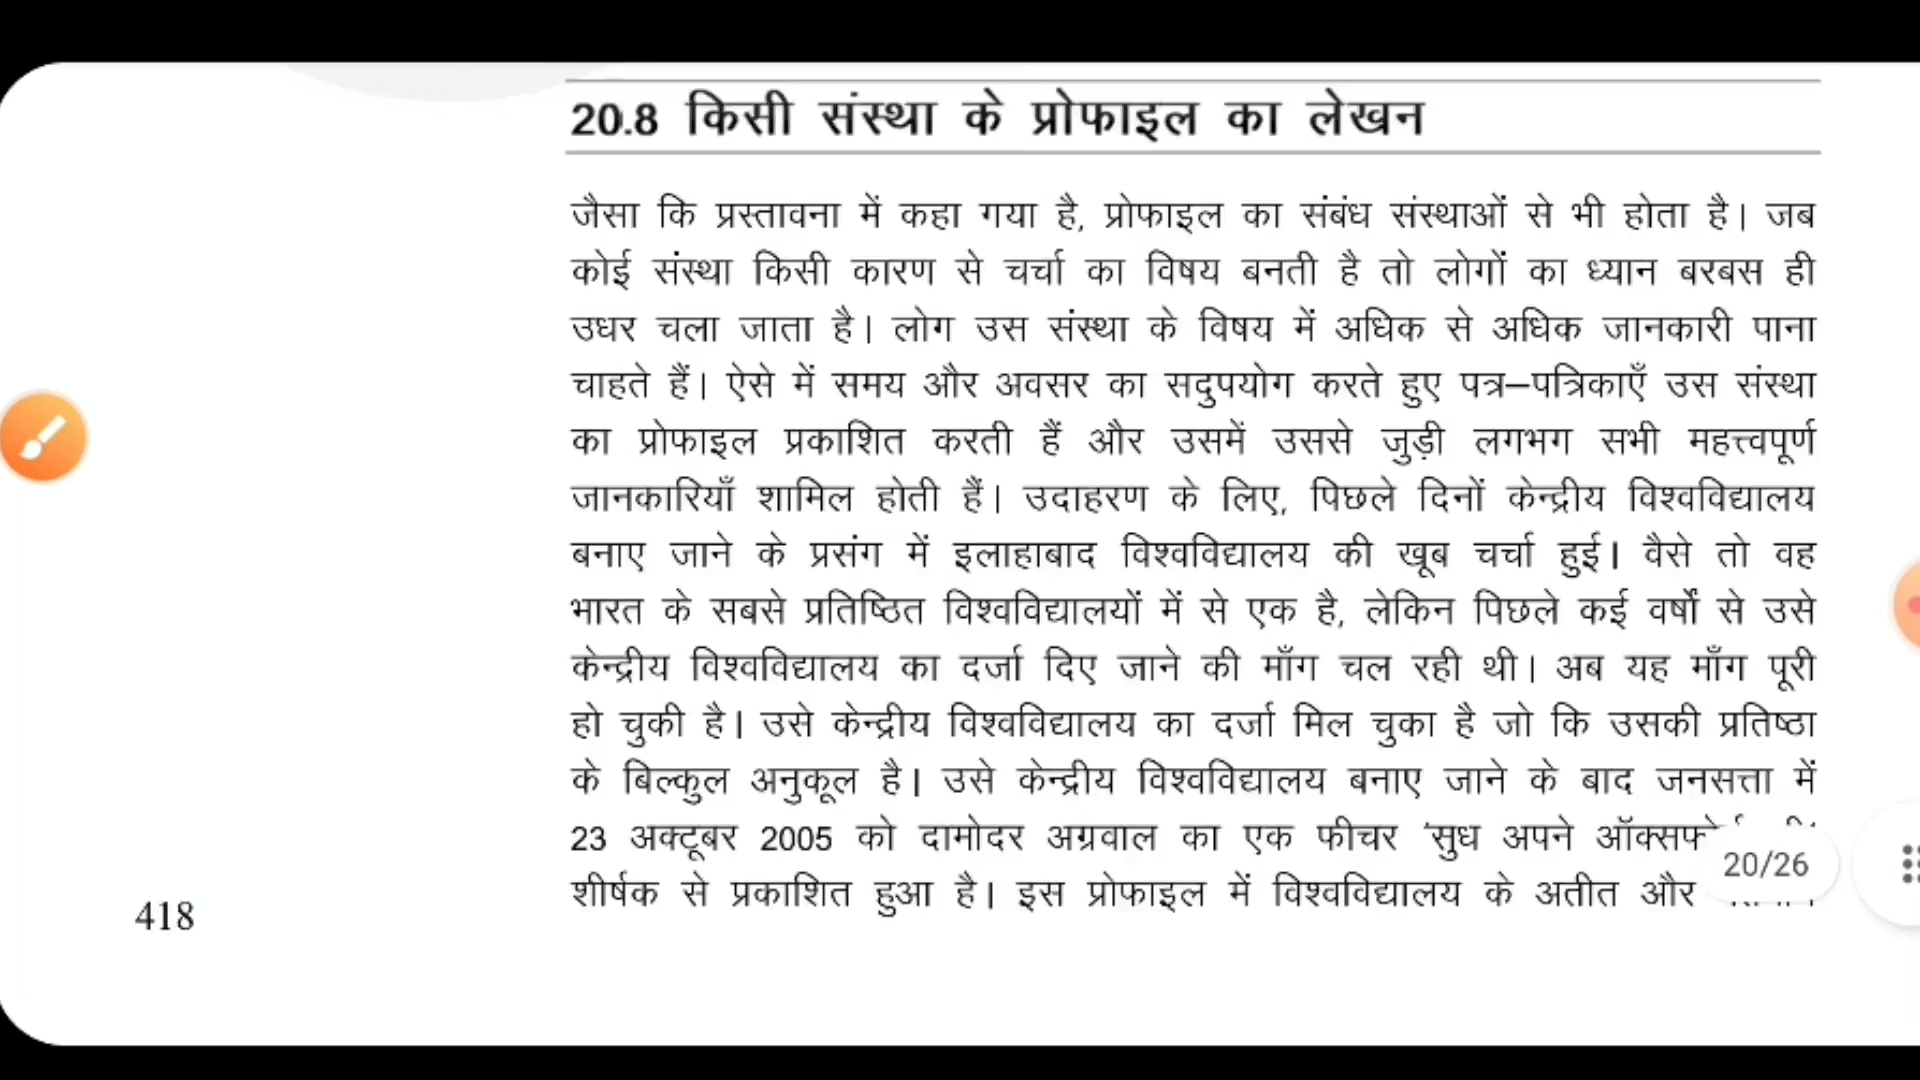 20.8 किसी संस्था के प्रोफाइल का लेखन
जैसा कि प्रस्तावना में कहा गया है, प्रोफाइल का संबंध संस्थाओं से भी होता है। जब
कोई संस्था किसी कारण से चर्चा का विषय बनती है तो लोगों का ध्यान बरबस ही
उधर चला जाता है। लोग उस संस्था के विषय में अधिक से अधिक जानकारी पाना
चाहते हैं। ऐसे में समय और अवसर का सदुपयोग करते हुए पत्र–पत्रिकाएँ उस संस्था
का प्रोफाइल प्रकाशित करती हैं और उसमें उससे जुड़ी लगभग सभी महत्त्वपूर्ण
जानकारियाँ शामिल होती हैं। उदाहरण के लिए, पिछले दिनों केन्द्रीय विश्वविद्यालय
बनाए जाने के प्रसंग में इलाहाबाद विश्वविद्यालय की खूब चर्चा हुई। वैसे तो वह
भारत के सबसे प्रतिष्ठित विश्वविद्यालयों में से एक है, लेकिन पिछले कई वर्षों से उसे
केन्द्रीय विश्वविद्यालय का दर्जा दिए जाने की माँग चल रही थी। अब यह माँग पूरी
हो चुकी है। उसे केन्द्रीय विश्वविद्यालय का दर्जा मिल चुका है जो कि उसकी प्रतिष्ठा
के बिल्कुल अनुकूल है। उसे केन्द्रीय विश्वविद्यालय बनाए जाने के बाद जनसत्ता में
23 अक्टूबर 2005 को दामोदर अग्रवाल का एक फीचर 'सुध अपने
शीर्षक से प्रकाशित हुआ है। इस प्रोफाइल में विश्वविद्यालय के अतीत और
20/26
418